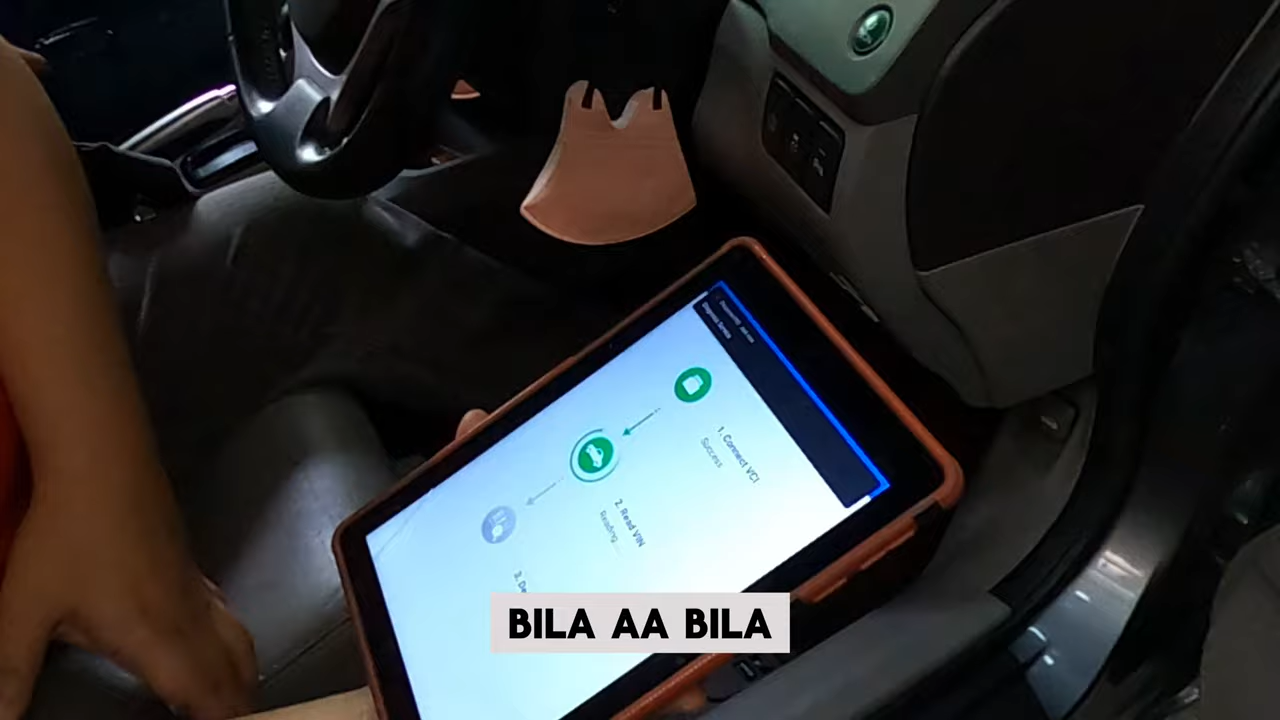 1. Connect VCI
Success
2. Read VIN
Reading...
BILA AA BILA